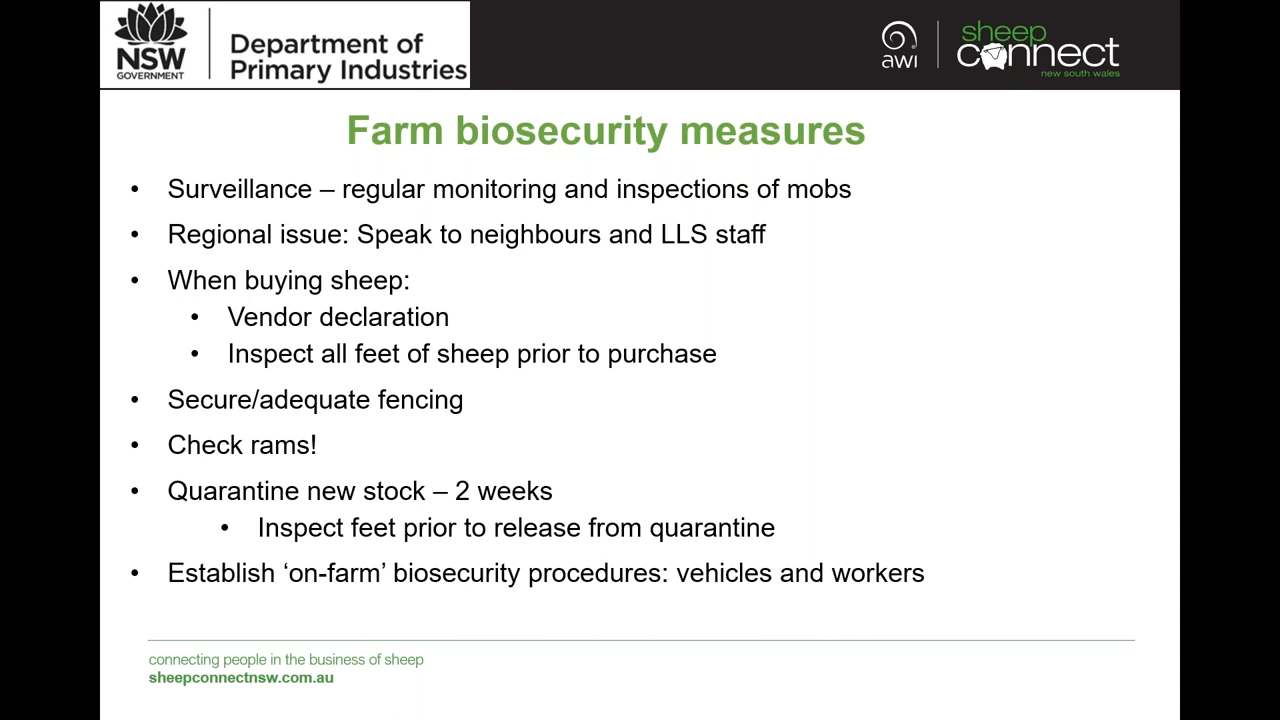 NSW
GOVERNMENT
Department of
Primary Industries
awi
sheep
connect
new south wales
Farm biosecurity measures
• Surveillance – regular monitoring and inspections of mobs
• Regional issue: Speak to neighbours and LLS staff
• When buying sheep:
• Vendor declaration
• Inspect all feet of sheep prior to purchase
• Secure/adequate fencing
• Check rams!
• Quarantine new stock – 2 weeks
• Inspect feet prior to release from quarantine
• Establish ‘on-farm’ biosecurity procedures: vehicles and workers
connecting people in the business of sheep
sheepconnectnsw.com.au